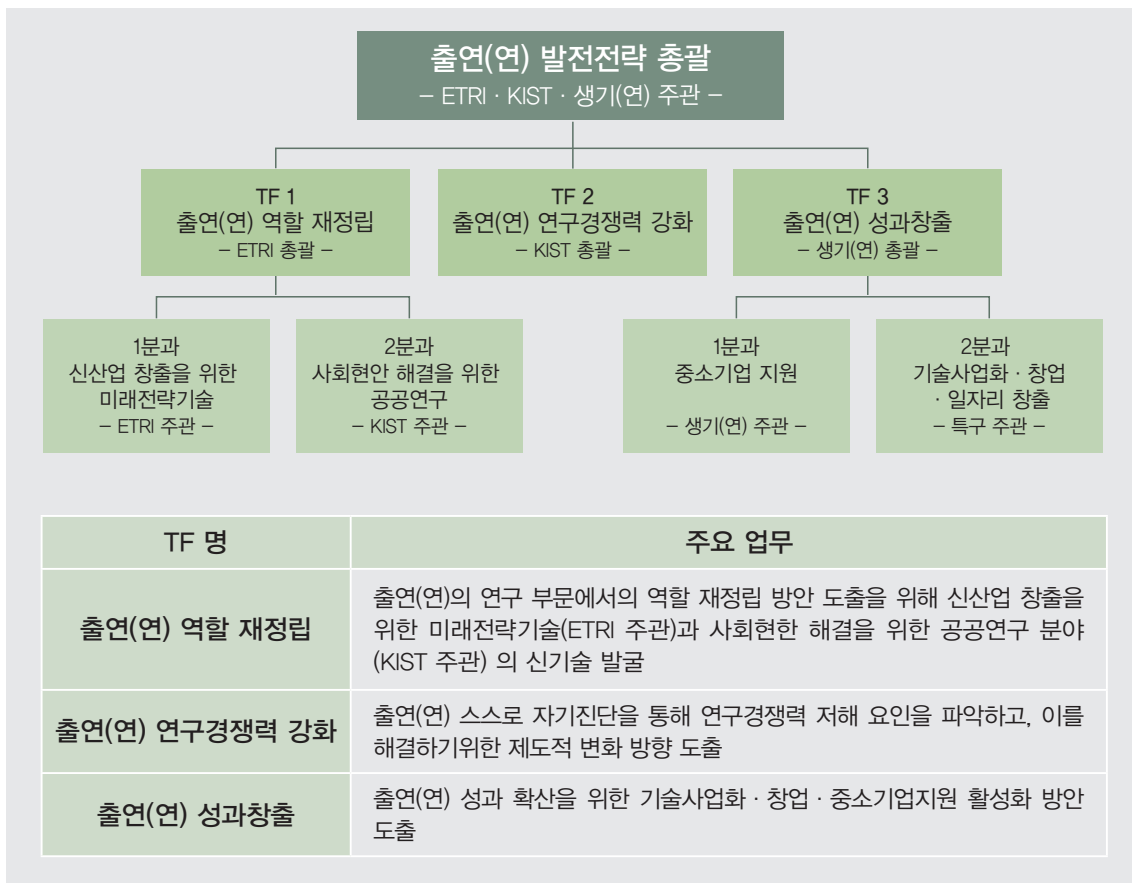 출연(연) 발전전략 총괄
– ETRI · KIST · 생기(연) 주관 –
TF 1
출연(연) 역할 재정립
– ETRI 총괄 –
TF 2
출연(연) 연구경쟁력 강화
– KIST 총괄 –
TF 3
출연(연) 성과창출
– 생기(연) 총괄 –
1분과
신산업 창출을 위한
미래전략기술
– ETRI 주관 –
2분과
사회현안 해결을 위한
공공연구
– KIST 주관 –
1분과
중소기업 지원
– 생기(연) 주관 –
2분과
기술사업화 · 창업
· 일자리 창출
– 특구 주관 –
TF 명
주요 업무
출연(연) 역할 재정립
출연(연)의 연구 부문에서의 역할 재정립 방안 도출을 위해 신산업 창출을
위한 미래전략기술(ETRI 주관)과 사회현한 해결을 위한 공공연구 분야
(KIST 주관) 의 신기술 발굴
출연(연) 연구경쟁력 강화
출연(연) 스스로 자기진단을 통해 연구경쟁력 저해 요인을 파악하고, 이를
해결하기위한 제도적 변화 방향 도출
출연(연) 성과창출
출연(연) 성과 확산을 위한 기술사업화 · 창업 · 중소기업지원 활성화 방안
도출